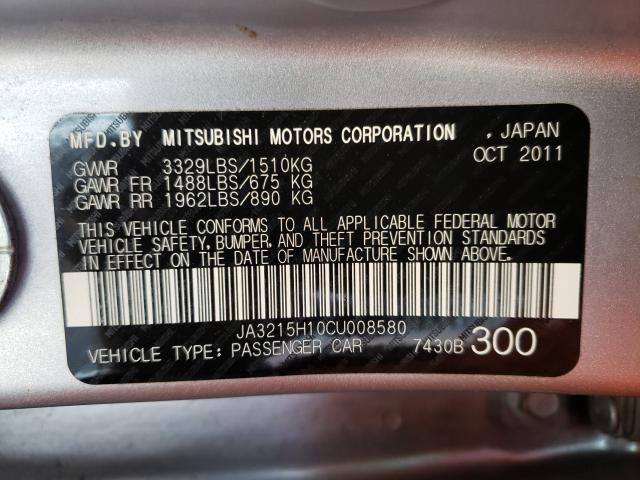 MFD.BY MITSUBISHI MOTORS CORPORATION , JAPAN
GVWR 3329LBS/1510KG OCT 2011
GAWR FR 1488LBS/675 KG
GAWR RR 1962LBS/890 KG
THIS VEHICLE CONFORMS TO ALL APPLICABLE FEDERAL MOTOR
VEHICLE SAFETY, BUMPER, AND THEFT PREVENTION STANDARDS
IN EFFECT ON THE DATE OF MANUFACTURE SHOWN ABOVE.
JA3215H10CU008580
VEHICLE TYPE: PASSENGER CAR 7430B 300